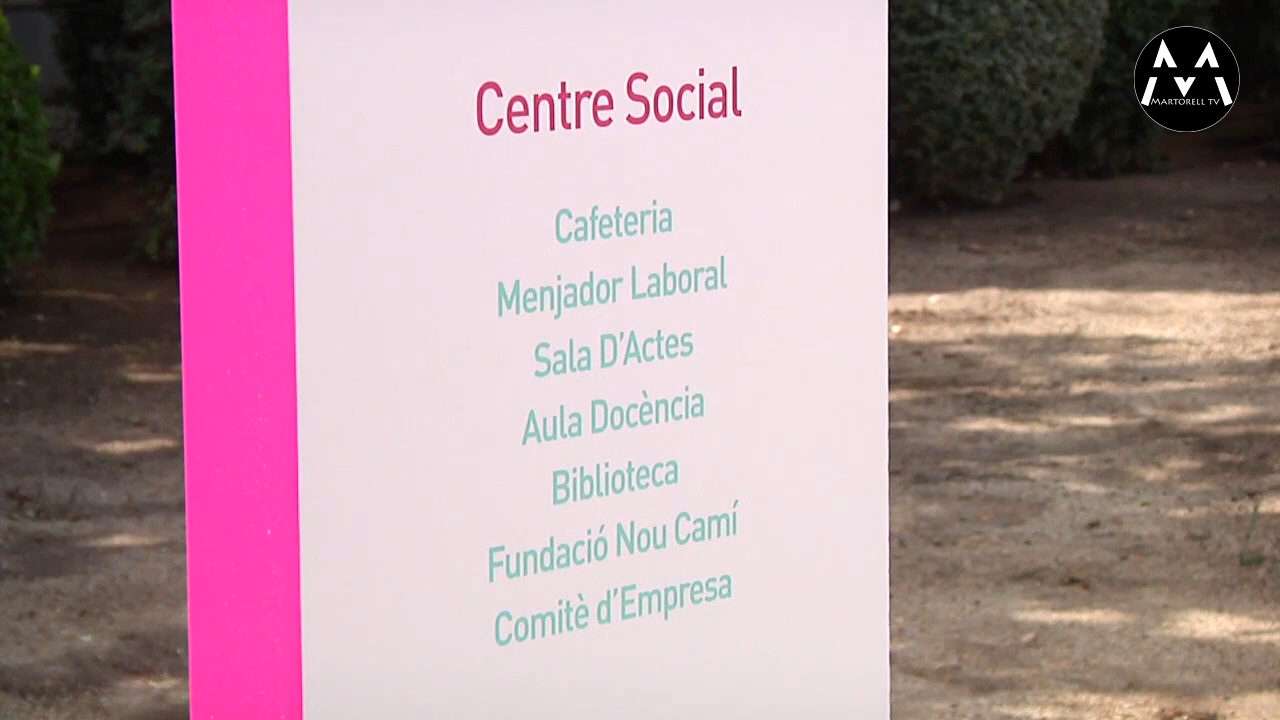 Centre Social
Cafeteria
Menjador Laboral
Sala D'Actes
Aula Docència
Biblioteca
Fundació Nou Camí
Comitè d'Empresa
MARTORELL TV